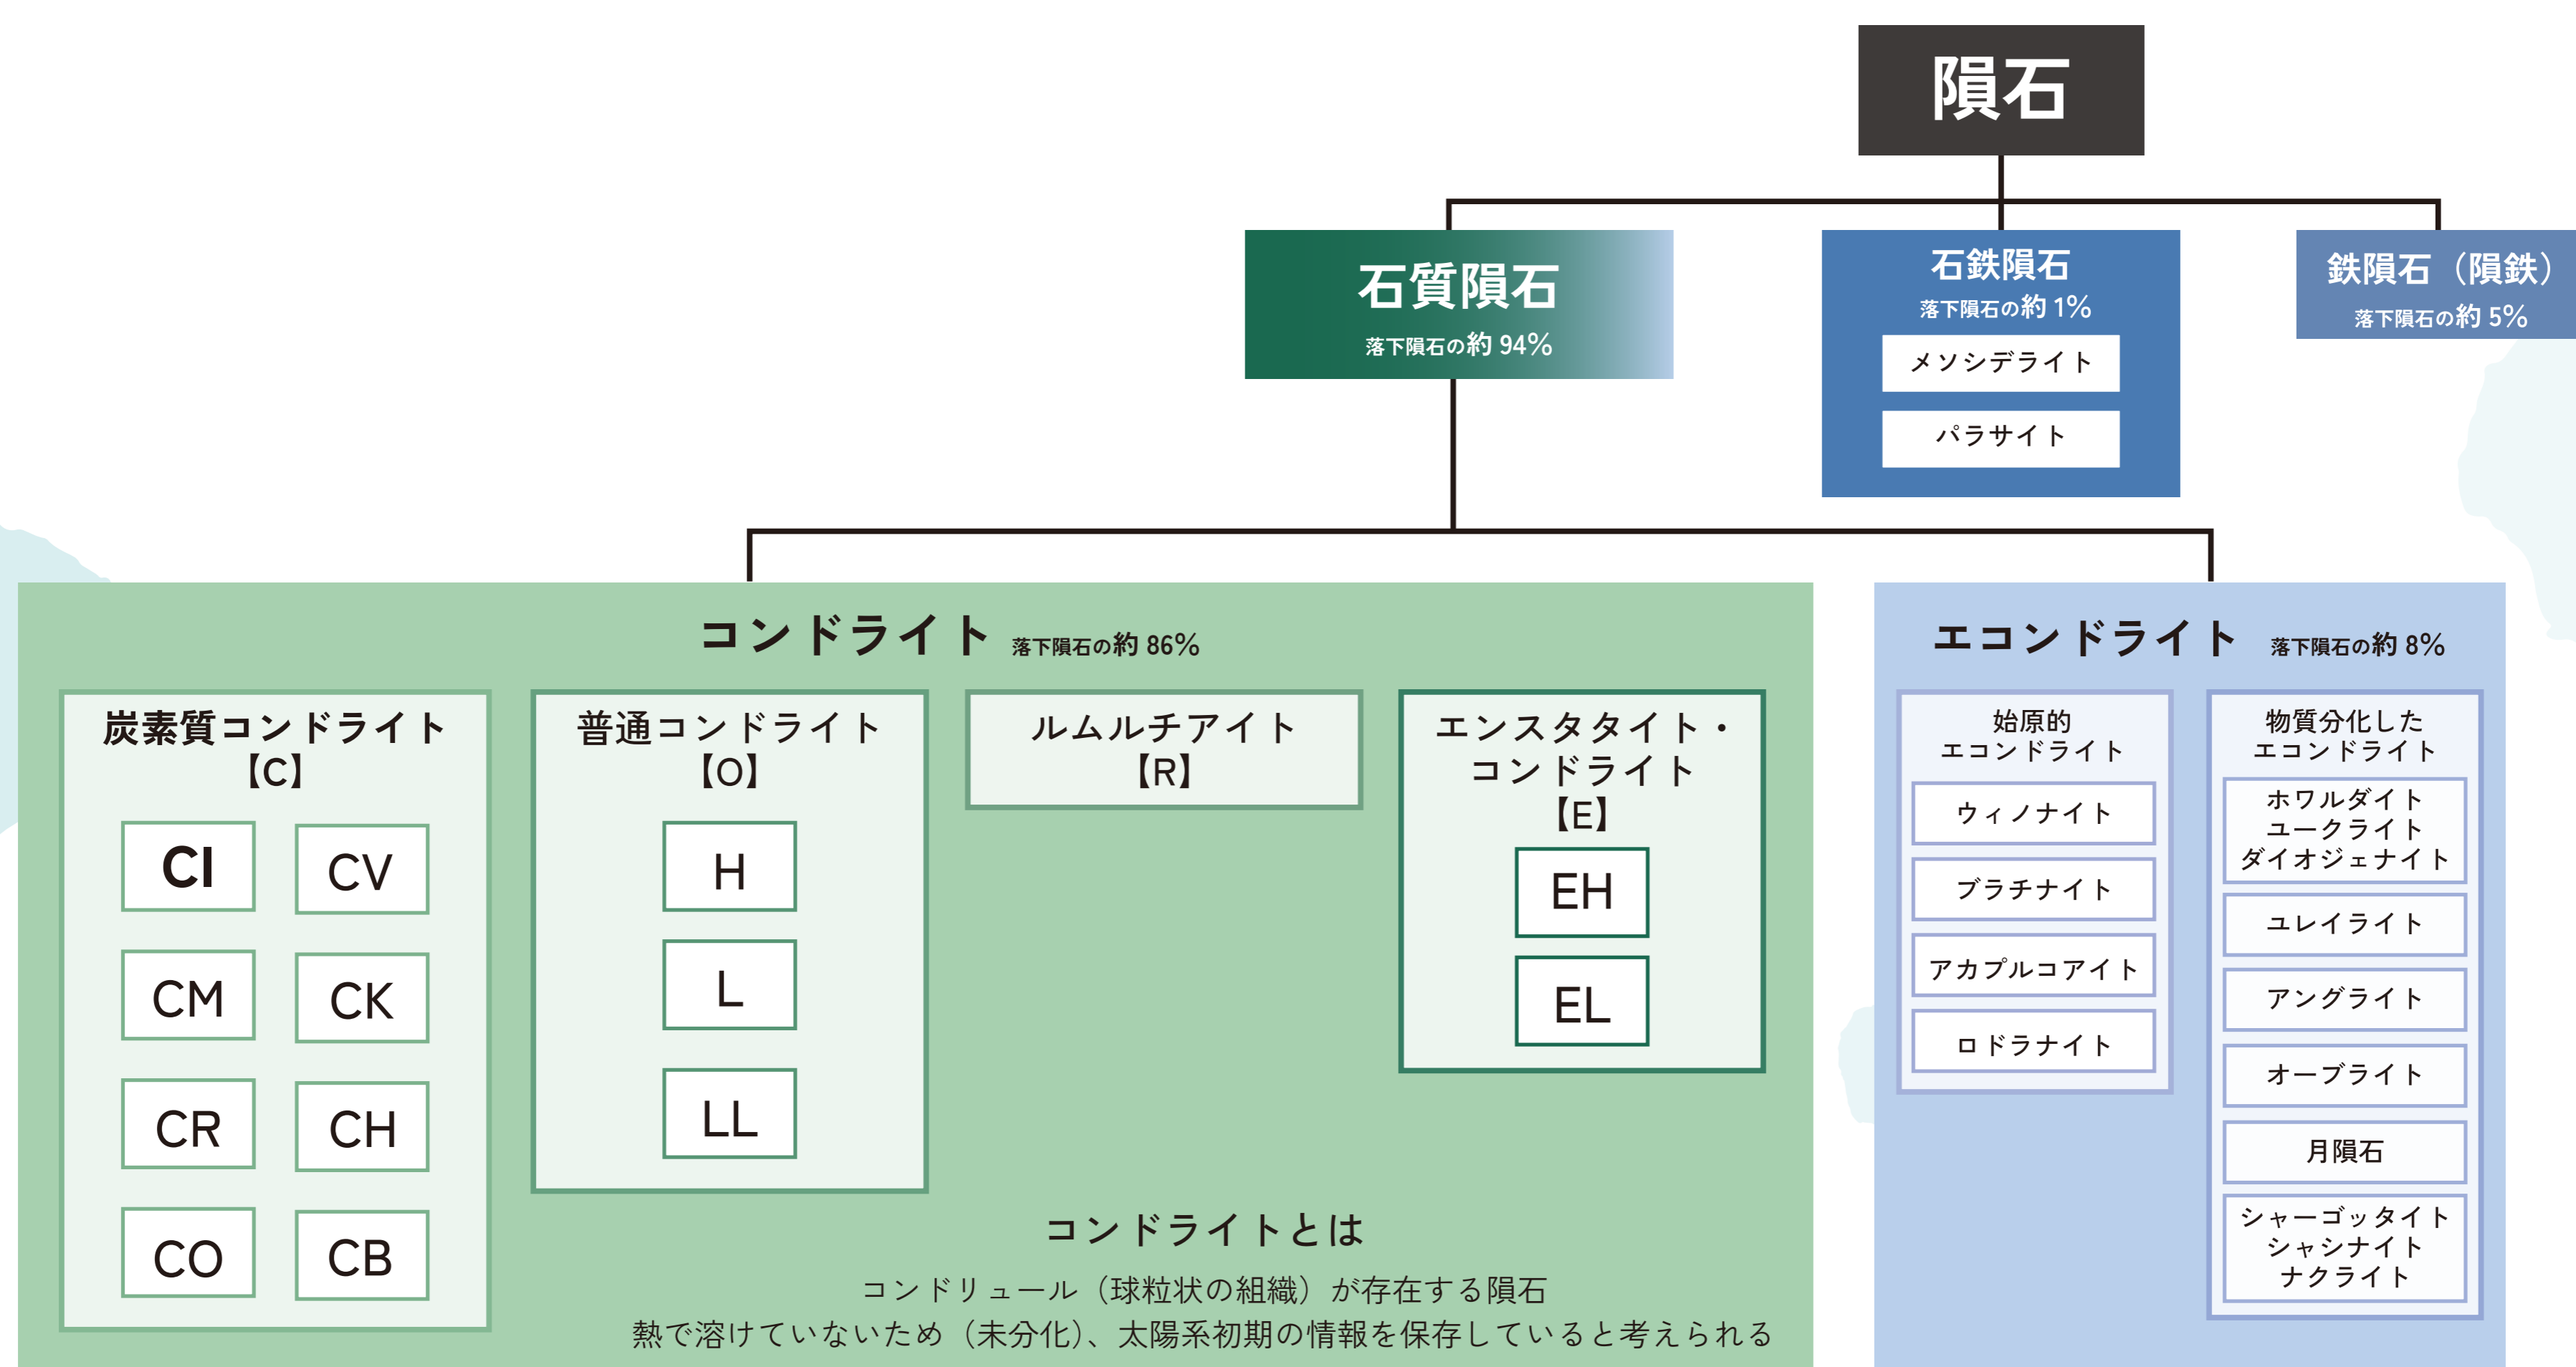 隕石
石質隕石
落下隕石の約 94%
石鉄隕石
落下隕石の約 1%
メソシデライト
パラサイト
鉄隕石（隕鉄）
落下隕石の約 5%
コンドライト 落下隕石の約 86%
炭素質コンドライト
【C】
CI
CV
CM
CK
CR
CH
CO
CB
普通コンドライト
【O】
H
L
LL
ルムルチアイト
【R】
エンスタタイト・
コンドライト
【E】
EH
EL
コンドライトとは
コンドリュール（球粒状の組織）が存在する隕石
熱で溶けていないため（未分化）、太陽系初期の情報を保存していると考えられる
エコンドライト 落下隕石の約 8%
始原的
エコンドライト
ウィノナイト
ブラチナイト
アカプルコアイト
ロドラナイト
物質分化した
エコンドライト
ホワルダイト
ユークライト
ダイオジェナイト
ユレイライト
アングライト
オーブライト
月隕石
シャーゴッタイト
シャシナイト
ナクライト